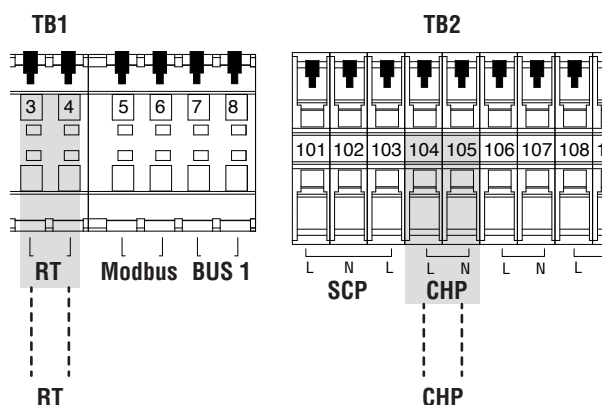 TB1 TB2
3 4 5 6 7 8
101 102 103 104 105 106 107 108
L N L L N L N L
RT Modbus BUS 1 SCP CHP
RT CHP